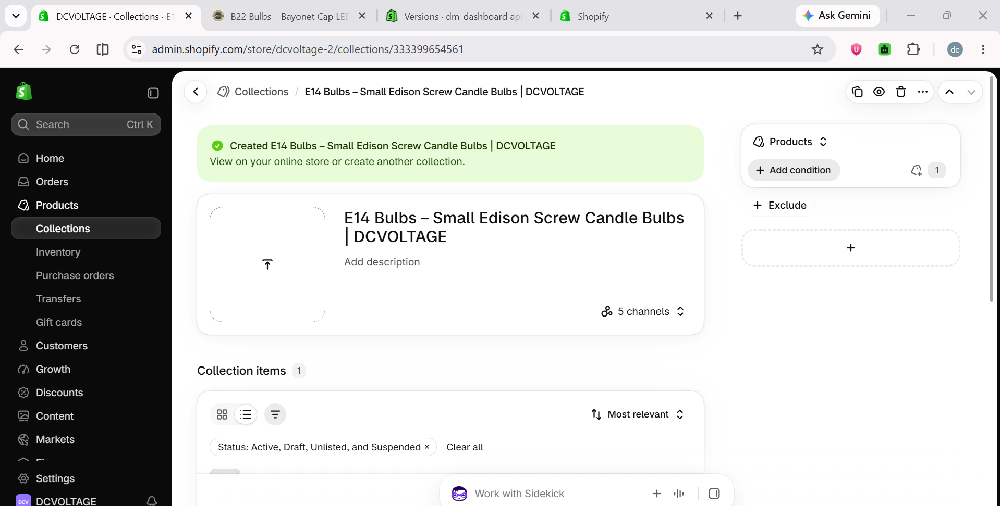 DCVOLTAGE · Collections · E1
B22 Bulbs – Bayonet Cap LED
Versions · dm-dashboard api
Shopify
Ask Gemini
admin.shopify.com/store/dcvoltage-2/collections/333399654561
dc
Search
Ctrl K
Home
Orders
Products
Collections
Inventory
Purchase orders
Transfers
Gift cards
Customers
Growth
Discounts
Content
Markets
Settings
DCV
DCVOLTAGE
Collections / E14 Bulbs – Small Edison Screw Candle Bulbs | DCVOLTAGE
Created E14 Bulbs – Small Edison Screw Candle Bulbs | DCVOLTAGE
View on your online store or create another collection.
E14 Bulbs – Small Edison Screw Candle Bulbs
| DCVOLTAGE
Add description
5 channels
Collection items 1
Most relevant
Status: Active, Draft, Unlisted, and Suspended ×
Clear all
Work with Sidekick
Products
Add condition
1
Exclude